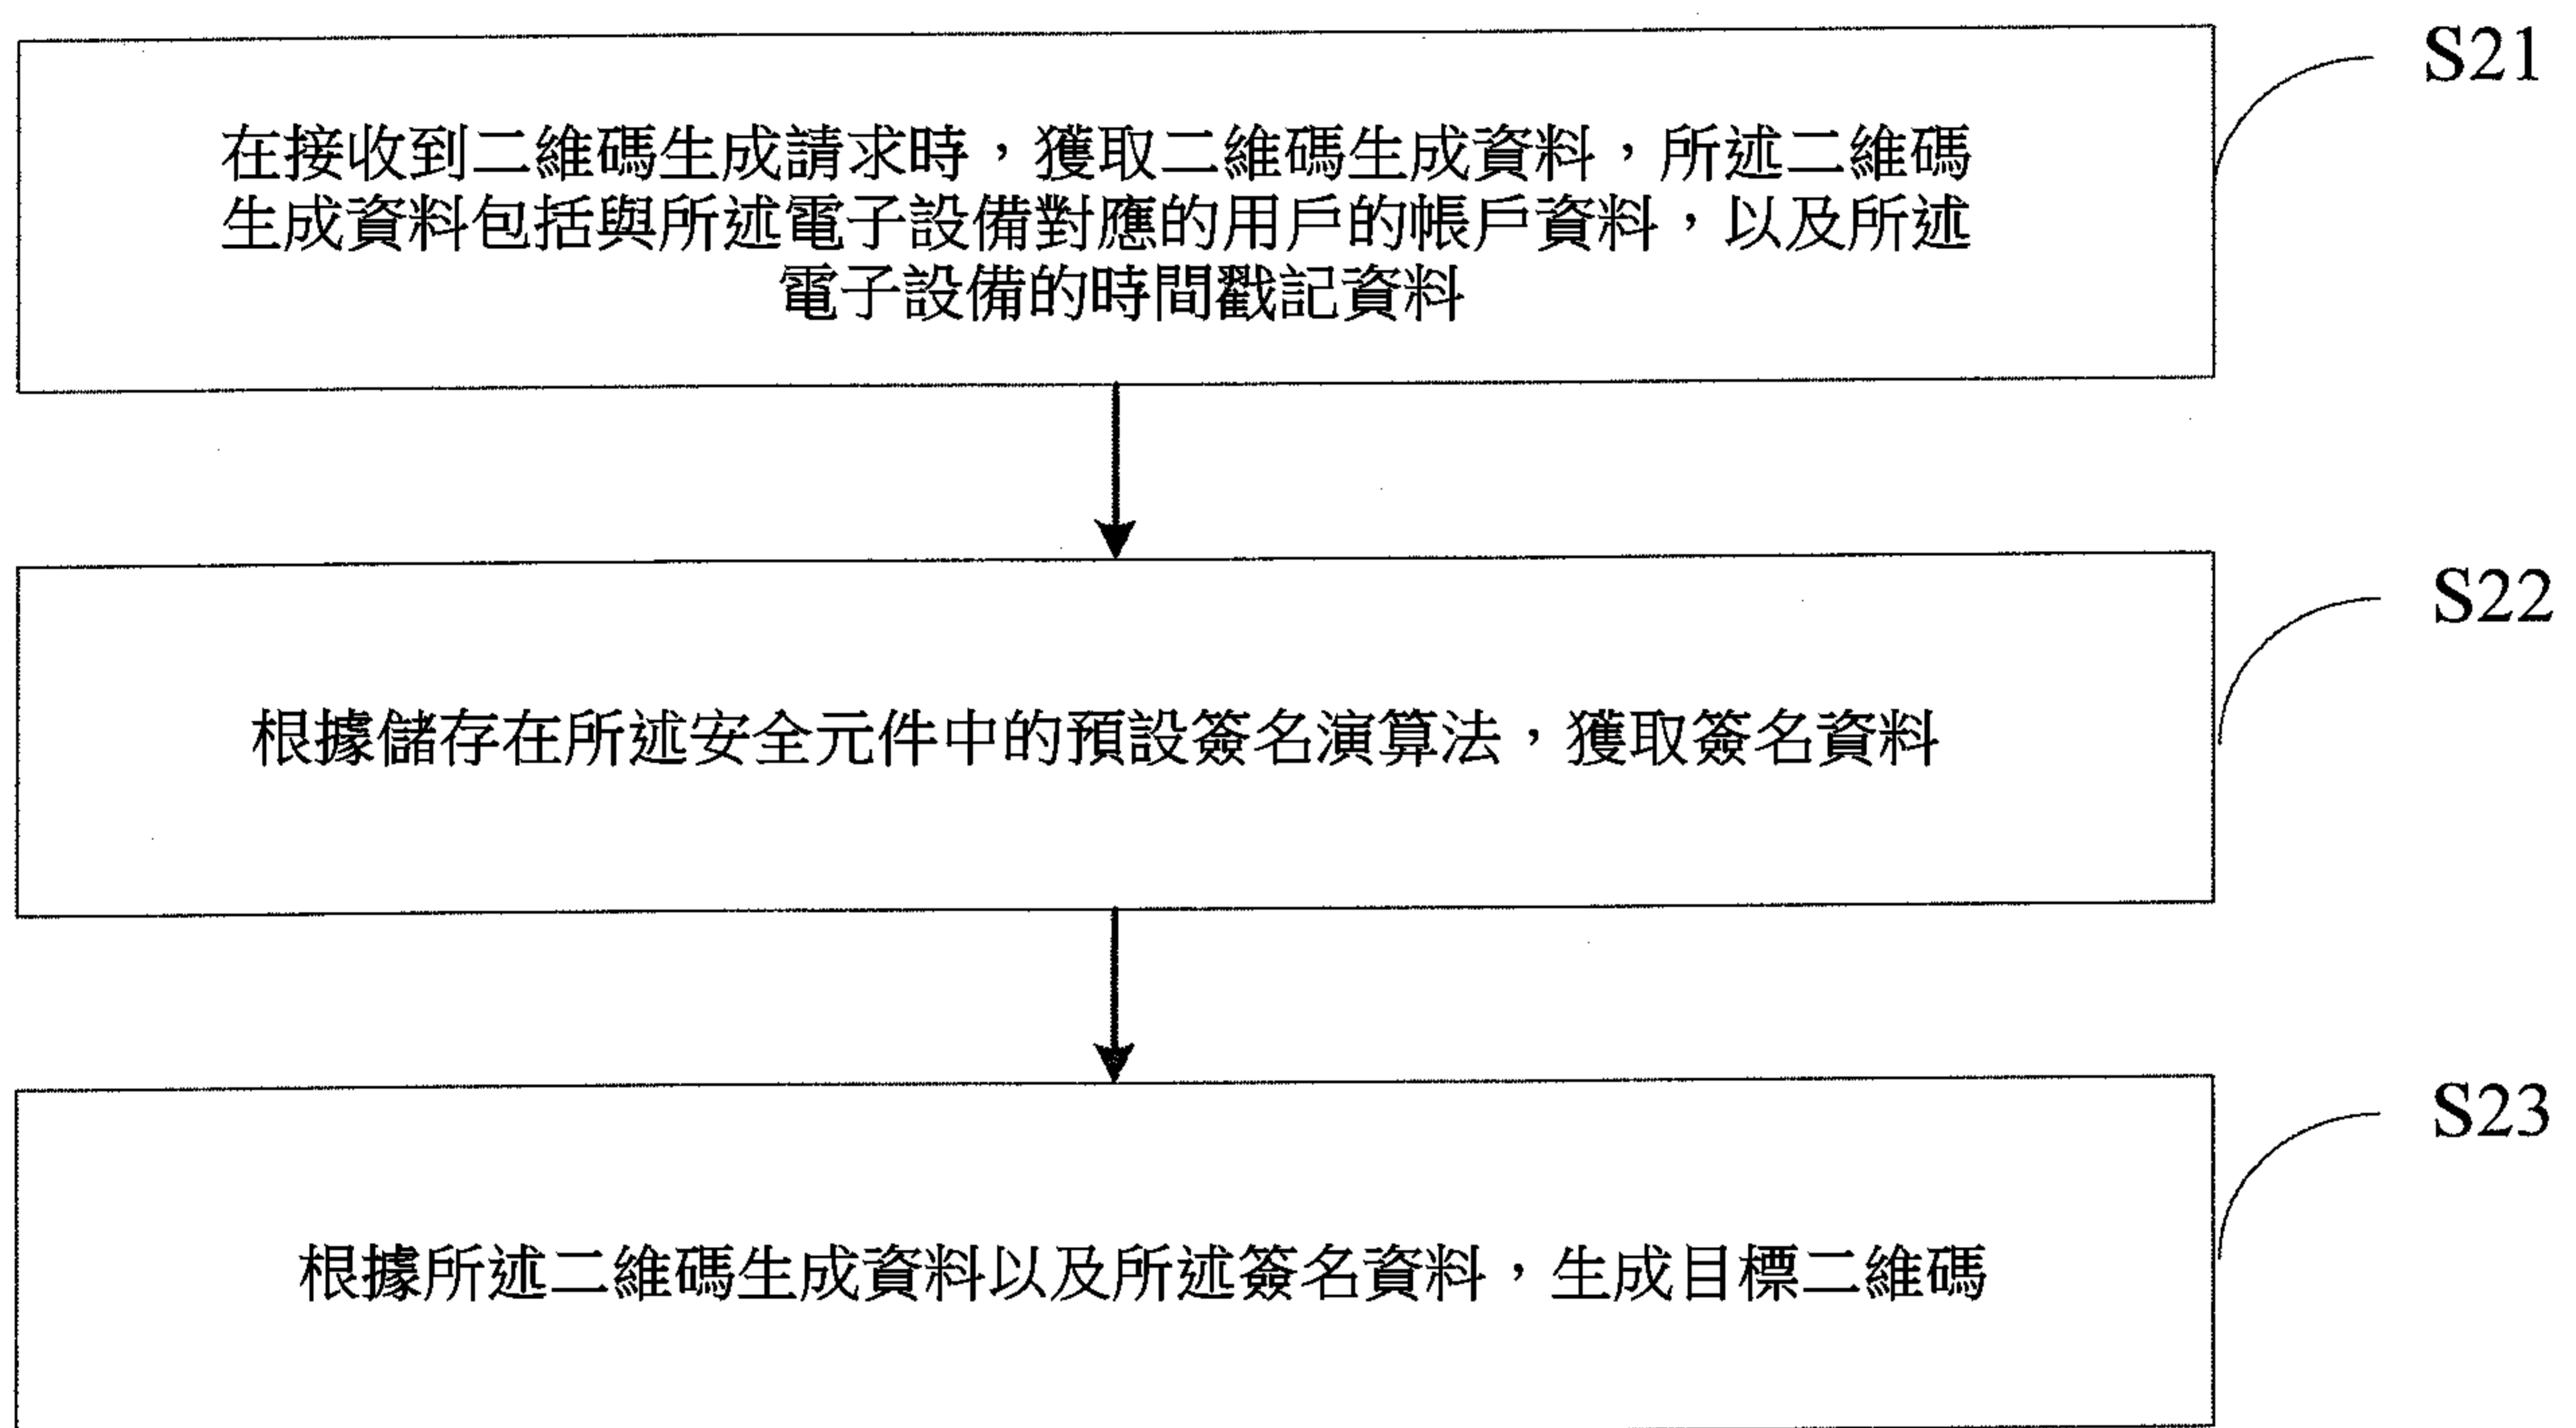 S21
在接收到二維碼生成請求時，獲取二維碼生成資料，所述二維碼
生成資料包括與所述電子設備對應的用戶的帳戶資料，以及所述
電子設備的時間戳記資料
S22
根據儲存在所述安全元件中的預設簽名演算法，獲取簽名資料
S23
根據所述二維碼生成資料以及所述簽名資料，生成目標二維碼